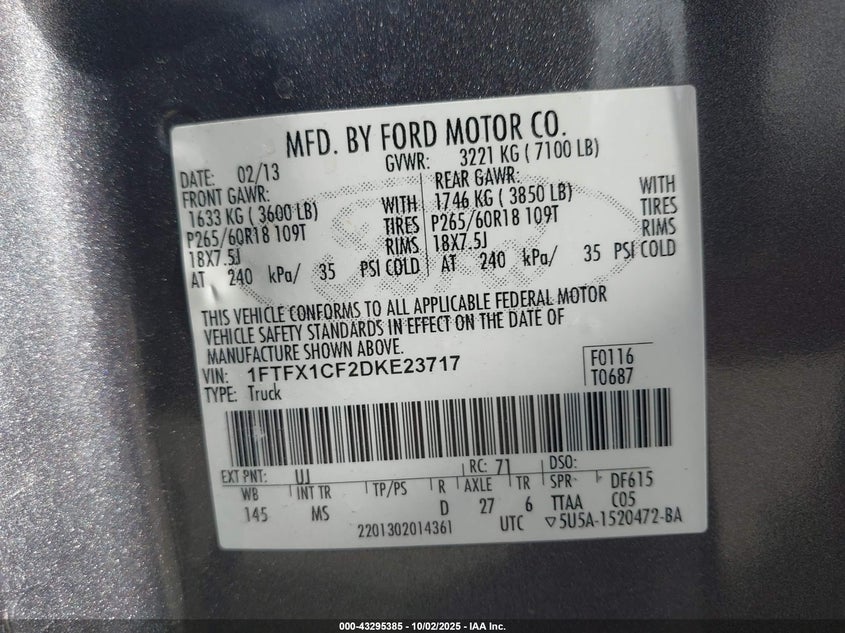 MFD. BY FORD MOTOR CO.
DATE: 02/13 GVWR: 3221 KG ( 7100 LB)
FRONT GAWR: REAR GAWR:
1633 KG ( 3600 LB) WITH 1746 KG ( 3850 LB) WITH
P265/60R18 109T TIRES P265/60R18 109T TIRES
18X7.5J RIMS 18X7.5J RIMS
AT 240 kPa/ 35 PSI COLD AT 240 kPa/ 35 PSI COLD
THIS VEHICLE CONFORMS TO ALL APPLICABLE FEDERAL MOTOR
VEHICLE SAFETY STANDARDS IN EFFECT ON THE DATE OF
MANUFACTURE SHOWN ABOVE.
VIN: 1FTFX1CF2DKE23717 F0116
TYPE: Truck T0687
EXT PNT: UJ RC: 71 DSO:
WB INT TR TP/PS R AXLE TR SPR DF615
145 MS D 27 6 TTAA C05
2201302014361 UTC ▽5U5A-1520472-BA
000-43295385 - 10/02/2025 - IAA Inc.